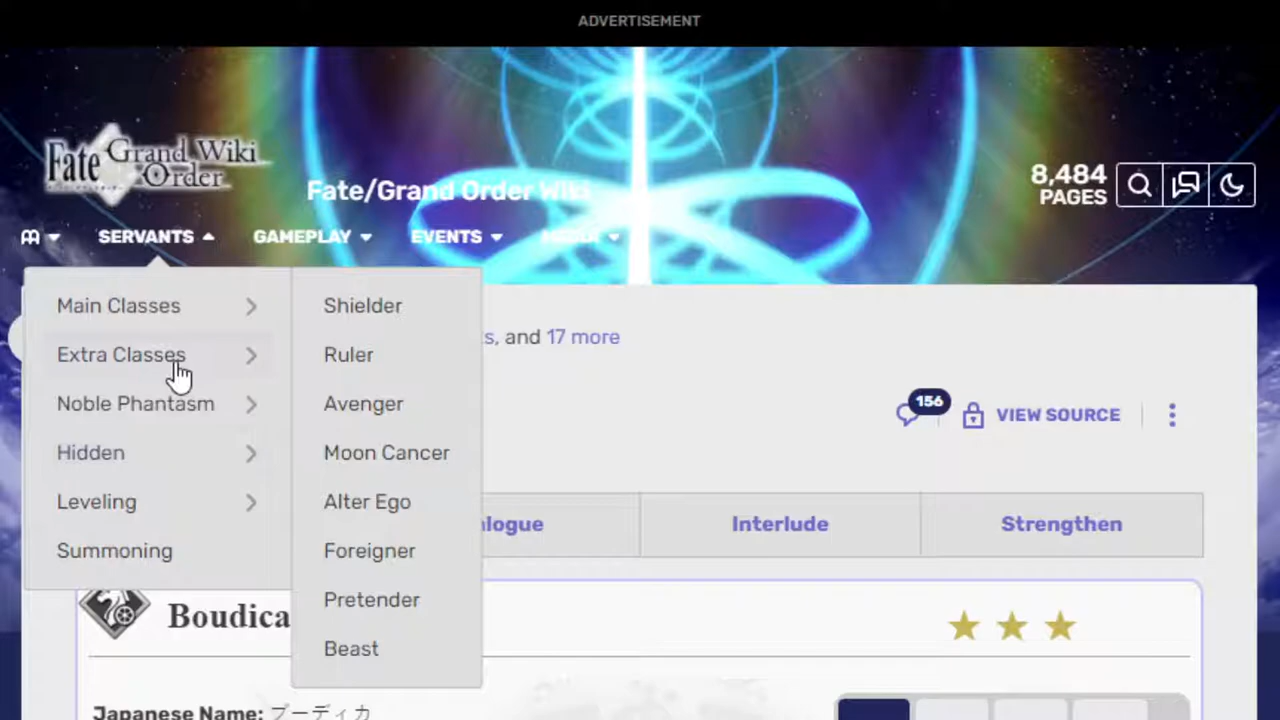 ADVERTISEMENT
Fate Grand Order Wiki
Fate/Grand Order Wiki
8,484
PAGES
SERVANTS
GAMEPLAY
EVENTS
Main Classes
Extra Classes
Noble Phantasm
Hidden
Leveling
Summoning
Shielder
Ruler
Avenger
Moon Cancer
Alter Ego
Foreigner
Pretender
Beast
and 17 more
156
VIEW SOURCE
Interlude
Strengthen
Boudica
Japanese Name: ブーディカ